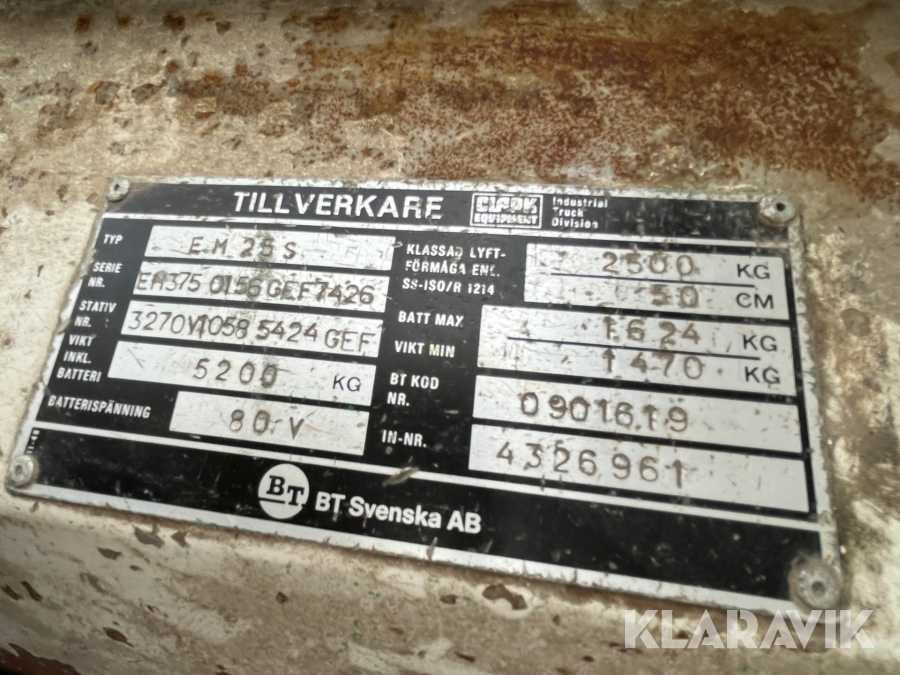 TILLVERKARE CLARK EQUIPMENT Industrial Truck Division
TYP EM 25 S
SERIE NR. EM375 0156 GEF 7426
STATIV NR. 3270V1058 5424 GEF
VIKT INKL. BATTERI 5200 KG
BATTERISPÄNNING 80 V
KLASSAD LYFT-
FÖRMÅGA ENL.
SS-ISO/R 1214
2500 KG
50 CM
BATT MAX 1624 KG
VIKT MIN 1470 KG
BT KOD NR. 0901619
IN-NR. 4326961
BT BT Svenska AB
KLARAVIK